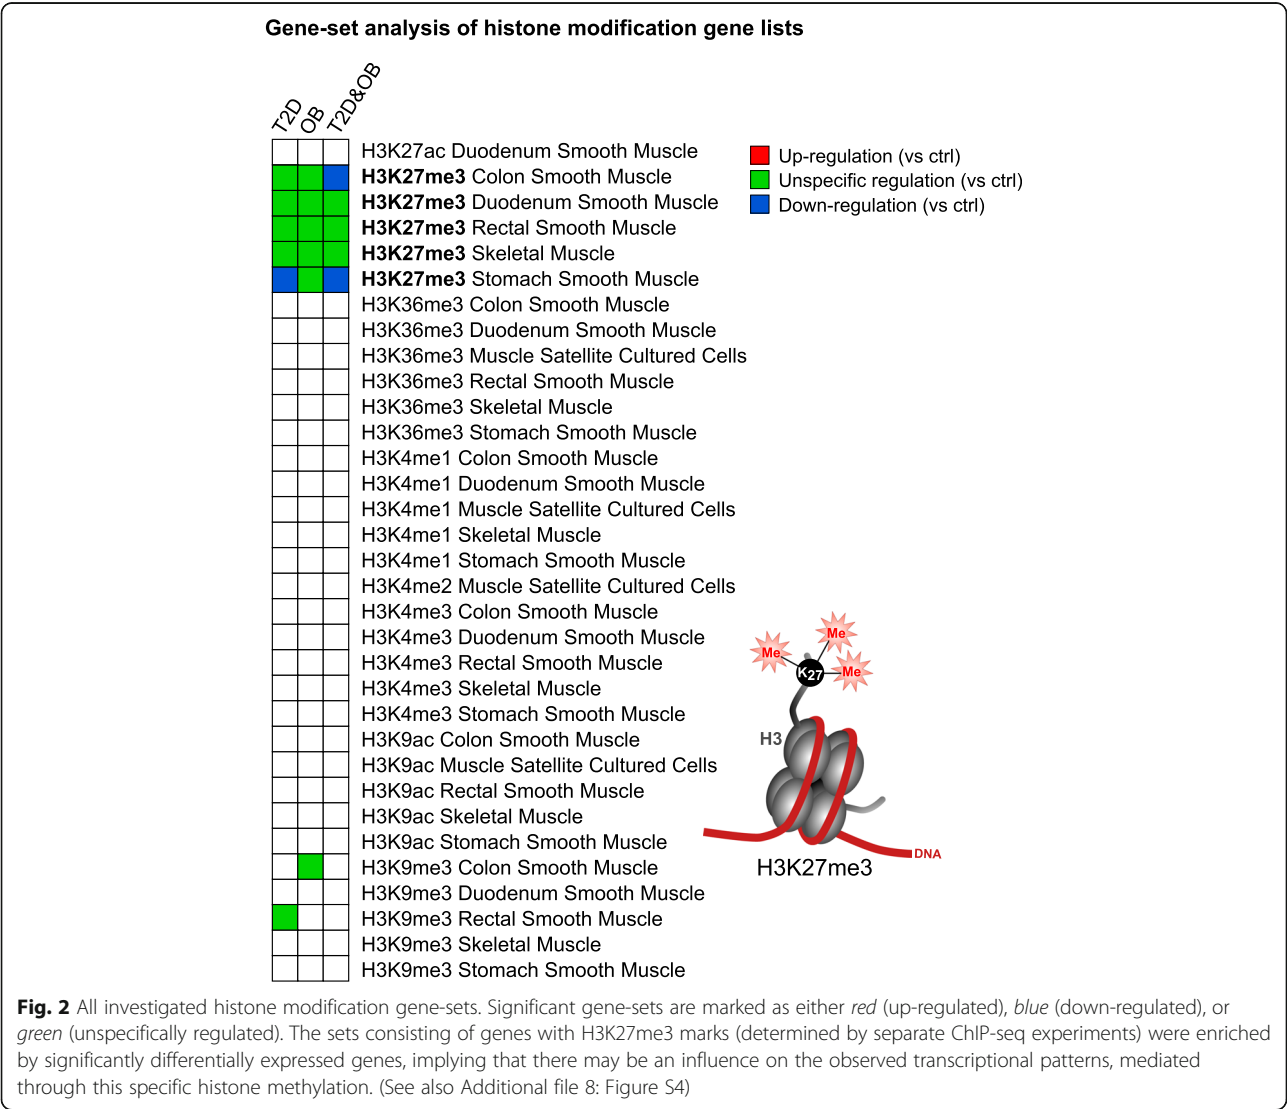 Gene-set analysis of histone modification gene lists
T2D
OB
T2D&OB
H3K27ac Duodenum Smooth Muscle
H3K27me3 Colon Smooth Muscle
H3K27me3 Duodenum Smooth Muscle
H3K27me3 Rectal Smooth Muscle
H3K27me3 Skeletal Muscle
H3K27me3 Stomach Smooth Muscle
H3K36me3 Colon Smooth Muscle
H3K36me3 Duodenum Smooth Muscle
H3K36me3 Muscle Satellite Cultured Cells
H3K36me3 Rectal Smooth Muscle
H3K36me3 Skeletal Muscle
H3K36me3 Stomach Smooth Muscle
H3K4me1 Colon Smooth Muscle
H3K4me1 Duodenum Smooth Muscle
H3K4me1 Muscle Satellite Cultured Cells
H3K4me1 Skeletal Muscle
H3K4me1 Stomach Smooth Muscle
H3K4me2 Muscle Satellite Cultured Cells
H3K4me3 Colon Smooth Muscle
H3K4me3 Duodenum Smooth Muscle
H3K4me3 Rectal Smooth Muscle
H3K4me3 Skeletal Muscle
H3K4me3 Stomach Smooth Muscle
H3K9ac Colon Smooth Muscle
H3K9ac Muscle Satellite Cultured Cells
H3K9ac Rectal Smooth Muscle
H3K9ac Skeletal Muscle
H3K9ac Stomach Smooth Muscle
H3K9me3 Colon Smooth Muscle
H3K9me3 Duodenum Smooth Muscle
H3K9me3 Rectal Smooth Muscle
H3K9me3 Skeletal Muscle
H3K9me3 Stomach Smooth Muscle
Up-regulation (vs ctrl)
Unspecific regulation (vs ctrl)
Down-regulation (vs ctrl)
Me
Me
K27
Me
H3
DNA
H3K27me3
Fig. 2 All investigated histone modification gene-sets. Significant gene-sets are marked as either red (up-regulated), blue (down-regulated), or
green (unspecifically regulated). The sets consisting of genes with H3K27me3 marks (determined by separate ChIP-seq experiments) were enriched
by significantly differentially expressed genes, implying that there may be an influence on the observed transcriptional patterns, mediated
through this specific histone methylation. (See also Additional file 8: Figure S4)